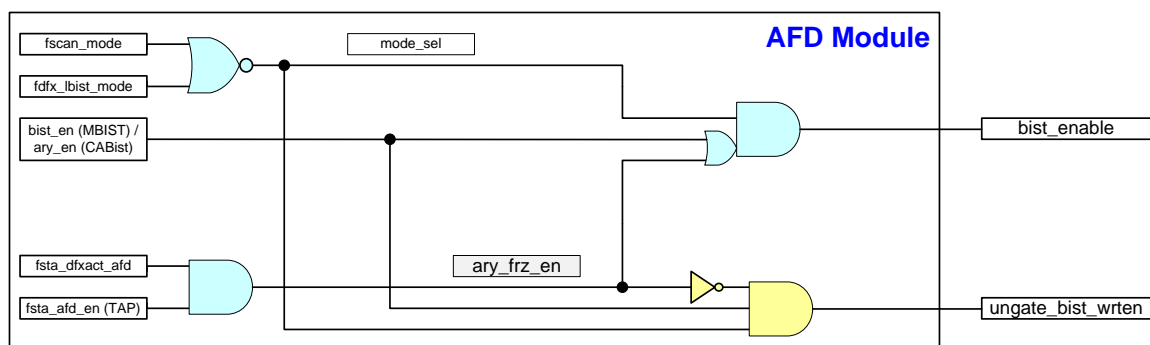 AFD Module
fscan_mode
mode_sel
fdfx_lbist_mode
bist_en (MBIST) /
ary_en (CABist)
bist_enable
fsta_dfxact_afd
ary_frz_en
fsta_afd_en (TAP)
ungate_bist_wrten